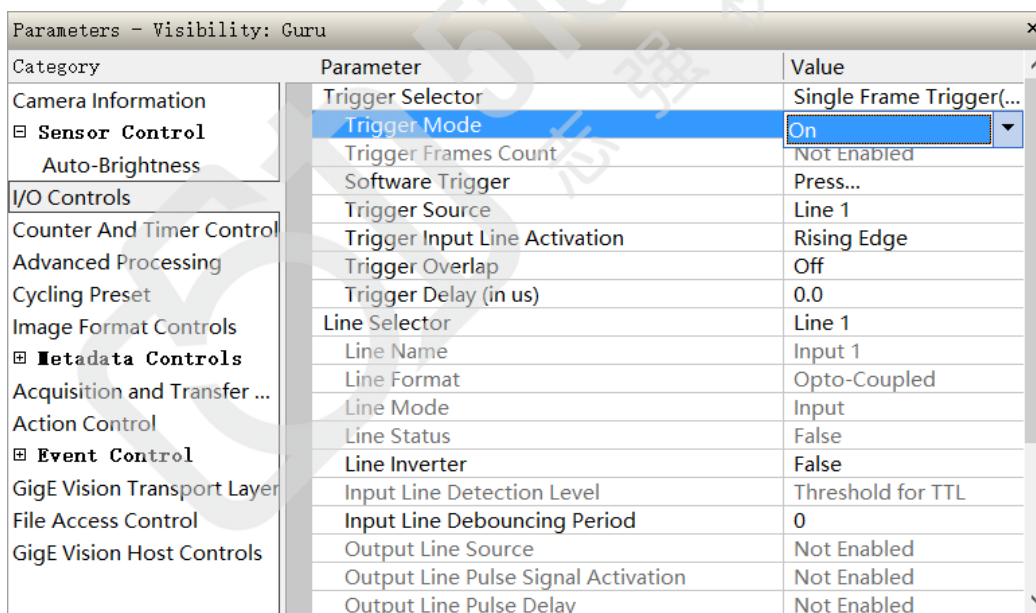 Parameters - Visibility: Guru ×
Category Parameter Value
Camera Information Trigger Selector Single Frame Trigger(...
Sensor Control Trigger Mode On
Auto-Brightness Trigger Frames Count Not Enabled
I/O Controls Software Trigger Press...
Counter And Timer Control Trigger Source Line 1
Advanced Processing Trigger Input Line Activation Rising Edge
Cycling Preset Trigger Overlap Off
Image Format Controls Trigger Delay (in us) 0.0
Metadata Controls Line Selector Line 1
Acquisition and Transfer ... Line Name Input 1
Action Control Line Format Opto-Coupled
Event Control Line Mode Input
GigE Vision Transport Layer Line Status False
File Access Control Line Inverter False
GigE Vision Host Controls Input Line Detection Level Threshold for TTL
Input Line Debouncing Period 0
Output Line Source Not Enabled
Output Line Pulse Signal Activation Not Enabled
Output Line Pulse Delay Not Enabled
志强